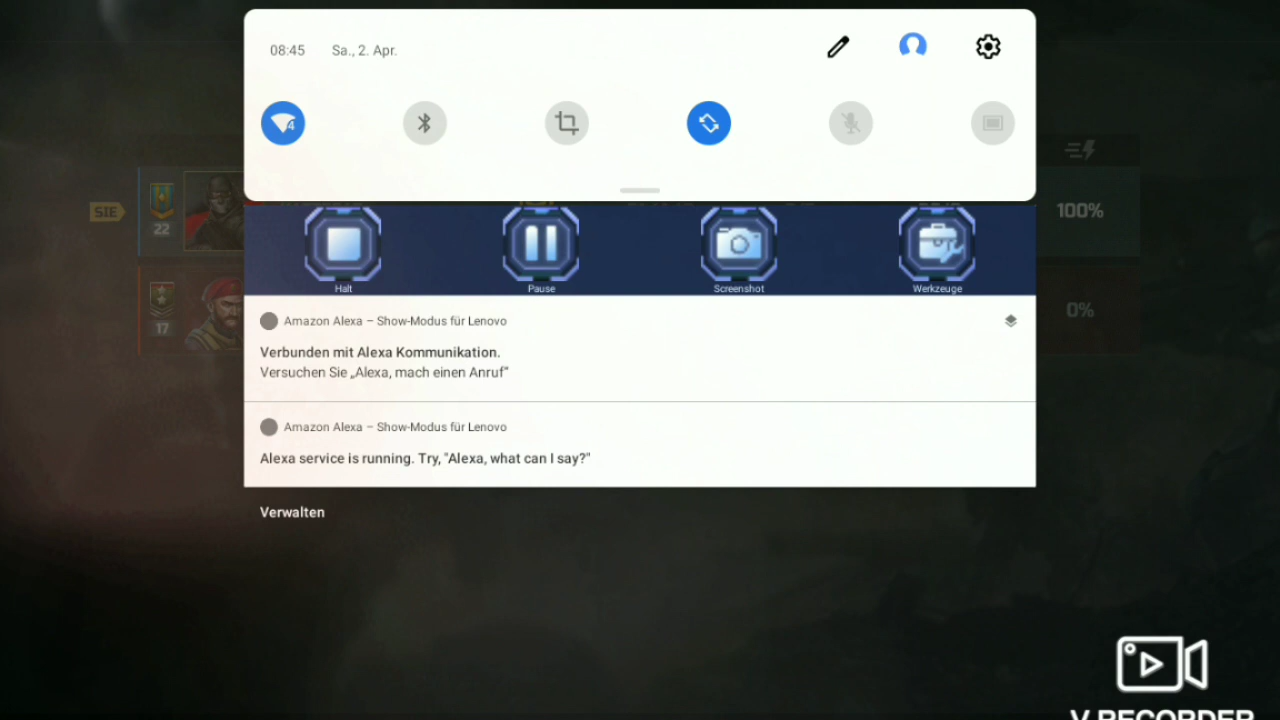 08:45 Sa., 2. Apr.
4
SIE
22
100%
Halt
Pause
Screenshot
Werkzeuge
17
0%
Amazon Alexa – Show-Modus für Lenovo
Verbunden mit Alexa Kommunikation.
Versuchen Sie „Alexa, mach einen Anruf“
Amazon Alexa – Show-Modus für Lenovo
Alexa service is running. Try, "Alexa, what can I say?"
Verwalten
V RECORDER